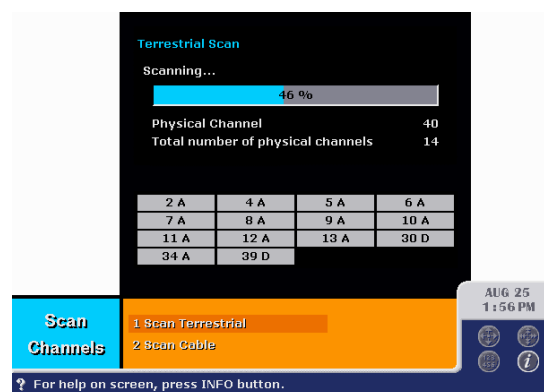 Terrestrial Scan
Scanning...
46 %
Physical Channel 40
Total number of physical channels 14
2 A 4 A 5 A 6 A
7 A 8 A 9 A 10 A
11 A 12 A 13 A 30 D
34 A 39 D
AUG 25
1:56 PM
Scan
Channels
1 Scan Terrestrial
2 Scan Cable
i
? For help on screen, press INFO button.